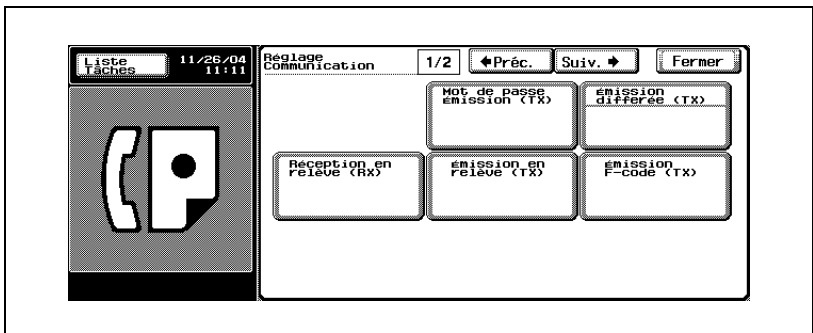 Liste
Tâches
11/26/04
11:11
Réglage
Communication
1/2
Préc.
Suiv.
Fermer
Mot de passe
émission (TX)
émission
différée (TX)
Réception en
relève (RX)
émission en
relève (TX)
émission
F-code (TX)